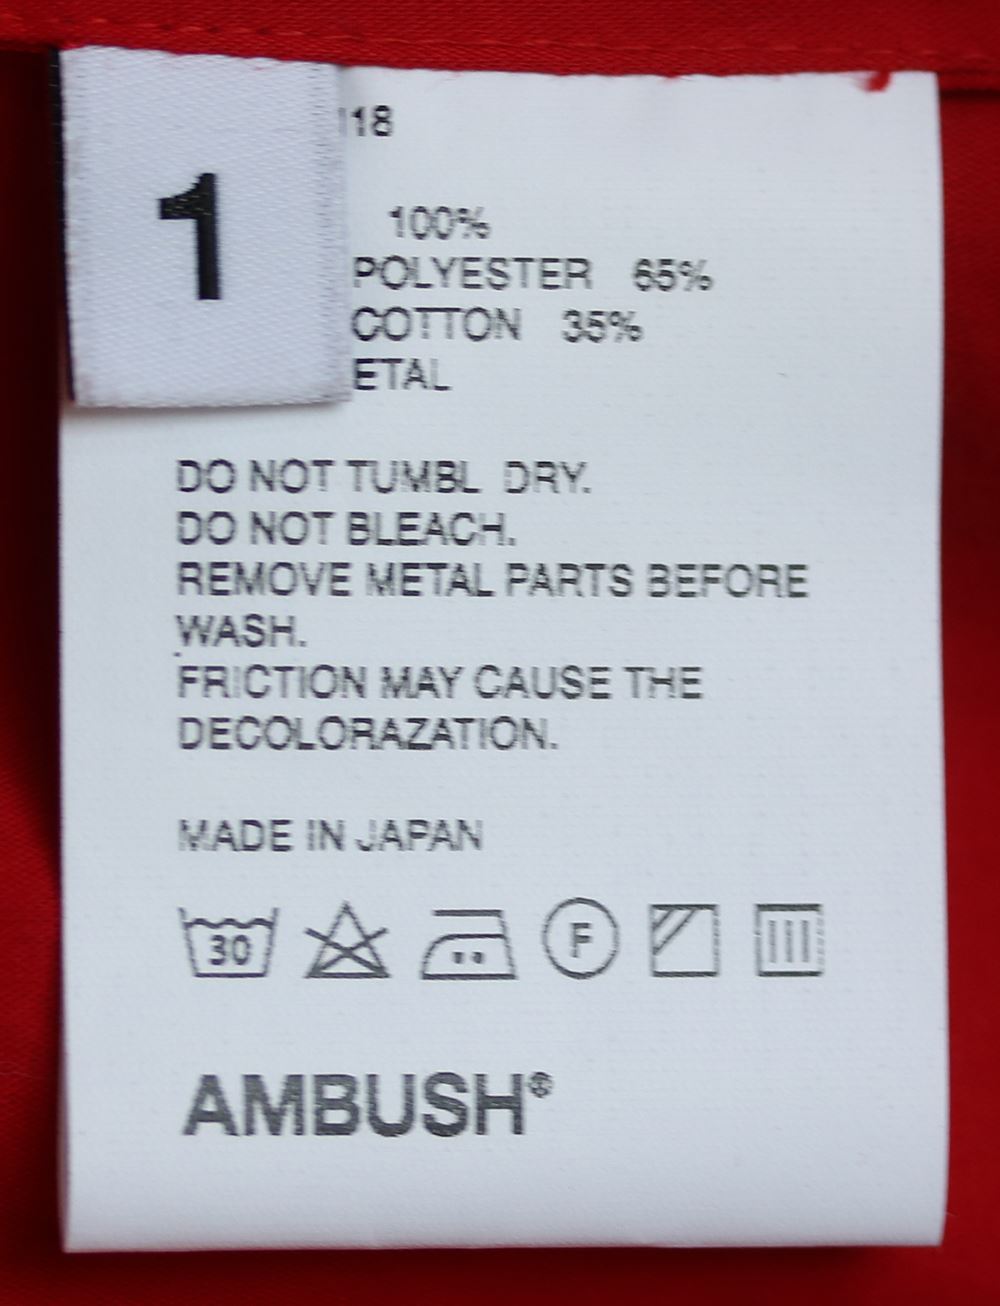 1
118
100%
POLYESTER 65%
COTTON 35%
ETAL
DO NOT TUMBL DRY.
DO NOT BLEACH.
REMOVE METAL PARTS BEFORE
WASH.
FRICTION MAY CAUSE THE
DECOLORAZATION.
MADE IN JAPAN
30 F
AMBUSH®